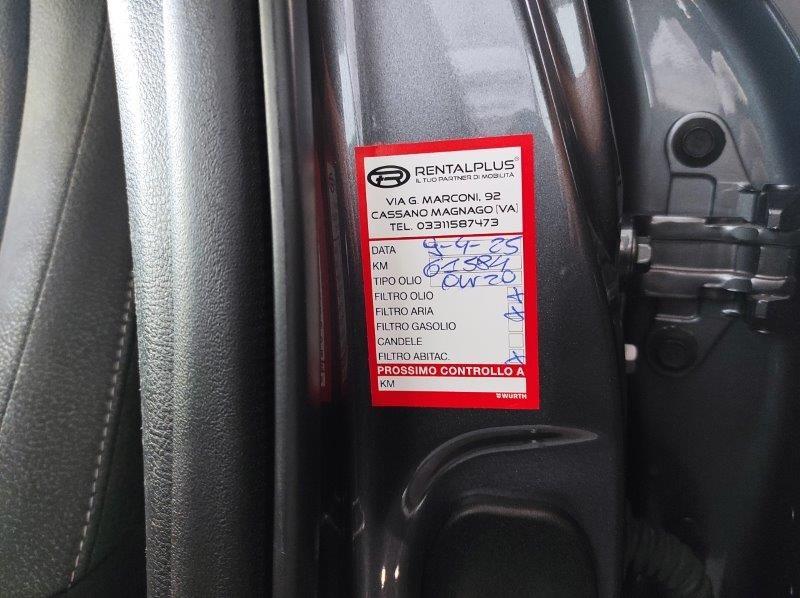 RENTALPLUS®
IL TUO PARTNER DI MOBILITÀ
VIA G. MARCONI, 92
CASSANO MAGNAGO (VA)
TEL. 03311587473
DATA 9-4-25
KM 61584
TIPO OLIO 0W20
FILTRO OLIO X
FILTRO ARIA X
FILTRO GASOLIO
CANDELE
FILTRO ABITAC. X
PROSSIMO CONTROLLO A
KM
WÜRTH